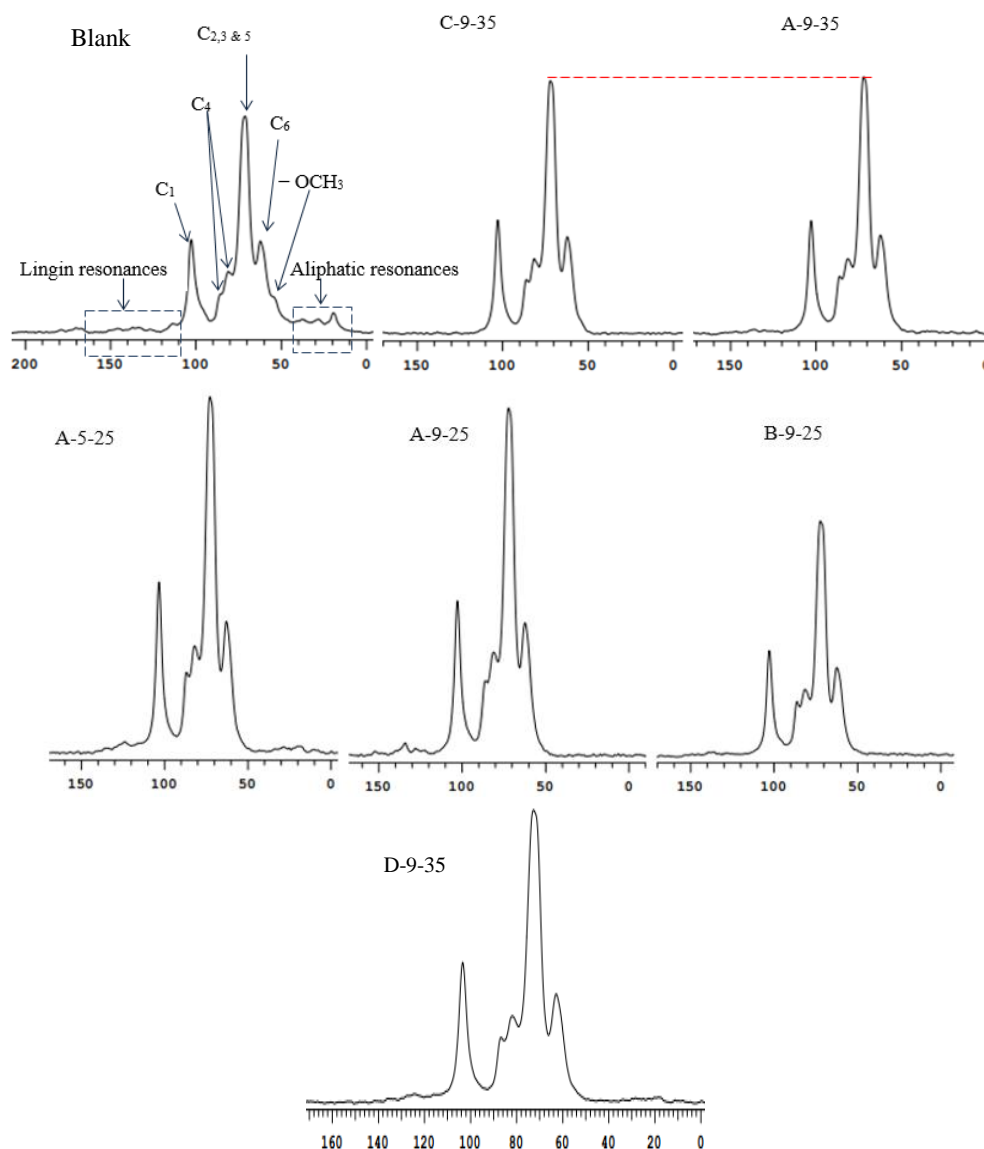 Blank
C₂,₃ & ₅
C₄
C₆
– OCH₃
C₁
Lingin resonances
Aliphatic resonances
200 150 100 50 0
C-9-35
100 50 0
A-9-35
150 100 50 0
A-5-25
150 100 50 0
A-9-25
150 100 50 0
B-9-25
150 100 50 0
D-9-35
160 140 120 100 80 60 40 20 0